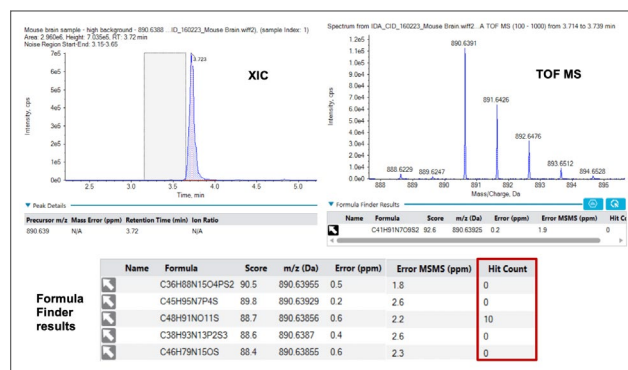 Mouse brain sample - high background - 890.6388 ...ID_160223_Mouse Brain.wiff2), (sample Index: 1)
Area: 2.960e6, Height: 7.035e5, RT: 3.72 min
Noise Region Start-End: 3.15-3.65
Intensity, cps
7e5
6e5
5e5
4e5
3e5
2e5
1e5
0e0
3.723
XIC
2.5 3.0 3.5 4.0 4.5 5.0
Time, min
Peak Details
Precursor m/z Mass Error (ppm) Retention Time (min) Ion Ratio
890.639 N/A 3.72 N/A
Spectrum from IDA_CID_160223_Mouse Brain.wiff2...A TOF MS (100 - 1000) from 3.714 to 3.739 min
Intensity, cps
1.2e5
1.0e5
9.0e4
8.0e4
7.0e4
6.0e4
5.0e4
4.0e4
3.0e4
2.0e4
1.0e4
0.0e0
890.6391
TOF MS
891.6426
892.6476
893.6512
888.6229 889.6247 894.6528
888 889 890 891 892 893 894 895
Mass/Charge, Da
Formula Finder Results
Name Formula Score m/z (Da) Error (ppm) Error MSMS (ppm) Hit Co
C41H91N7O9S2 92.6 890.63925 0.2 1.9 0
Formula
Finder
results
Name Formula Score m/z (Da) Error (ppm) Error MSMS (ppm) Hit Count
C36H88N15O4PS2 90.5 890.63955 0.5 1.8 0
C45H95N7P4S 89.8 890.63929 0.2 2.6 0
C48H91NO11S 88.7 890.63856 0.6 2.2 10
C38H93N13P2S3 88.6 890.6387 0.4 2.6 0
C46H79N15OS 88.4 890.63855 0.6 2.3 0